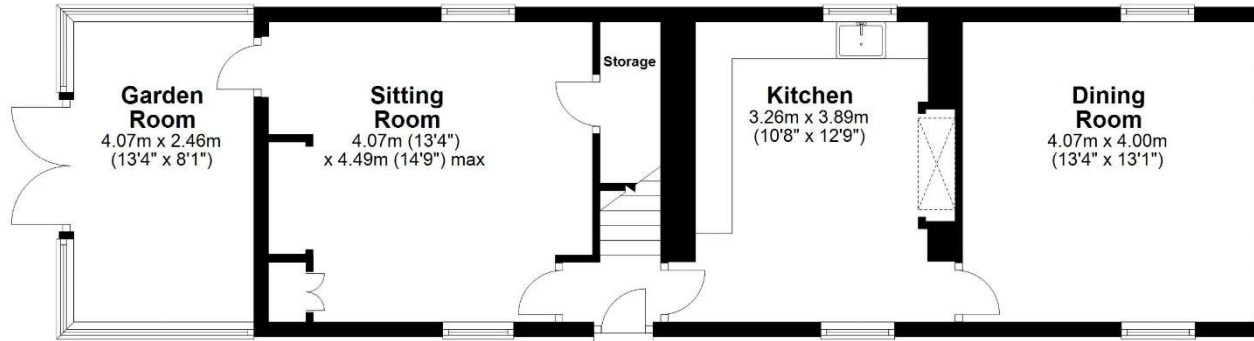 Garden
Room
4.07m x 2.46m
(13'4" x 8'1")
Sitting
Room
4.07m (13'4")
x 4.49m (14'9") max
Storage
Kitchen
3.26m x 3.89m
(10'8" x 12'9")
Dining
Room
4.07m x 4.00m
(13'4" x 13'1")